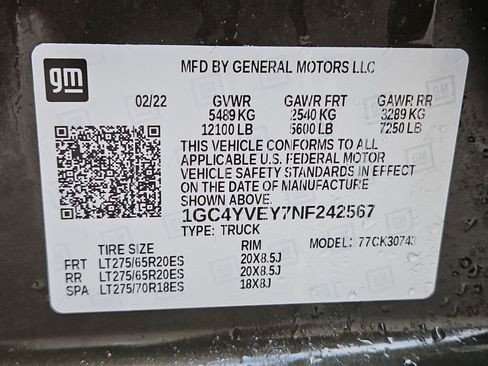 gm
MFD BY GENERAL MOTORS LLC
02/22 GVWR GAWR FRT GAWR RR
5489 KG 2540 KG 3289 KG
12100 LB 5600 LB 7250 LB
THIS VEHICLE CONFORMS TO ALL
APPLICABLE U.S. FEDERAL MOTOR
VEHICLE SAFETY STANDARDS IN EFFECT
ON THE DATE OF MANUFACTURE
SHOWN ABOVE.
1GC4YVEY7NF242567
TYPE: TRUCK MODEL: 77CK30743
TIRE SIZE RIM
FRT LT275/65R20ES 20X8.5J
RR LT275/65R20ES 20X8.5J
SPA LT275/70R18ES 18X8J